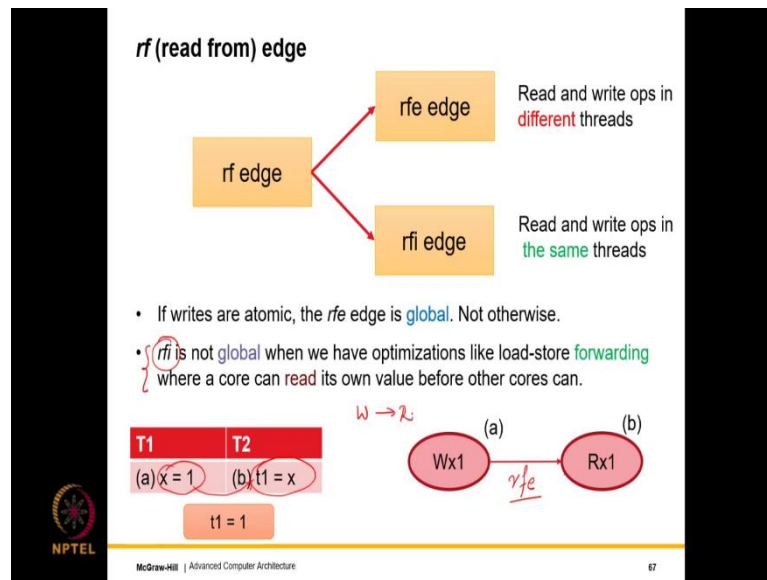 rf (read from) edge
rfe edge
Read and write ops in
different threads
rf edge
rfi edge
Read and write ops in
the same threads
• If writes are atomic, the rfe edge is global. Not otherwise.
• rfi is not global when we have optimizations like load-store forwarding
where a core can read its own value before other cores can.
W → R
T1 T2
(a) x = 1 (b) t1 = x
t1 = 1
(a) (b)
Wx1 Rx1
rfe
NPTEL
McGraw-Hill | Advanced Computer Architecture 67